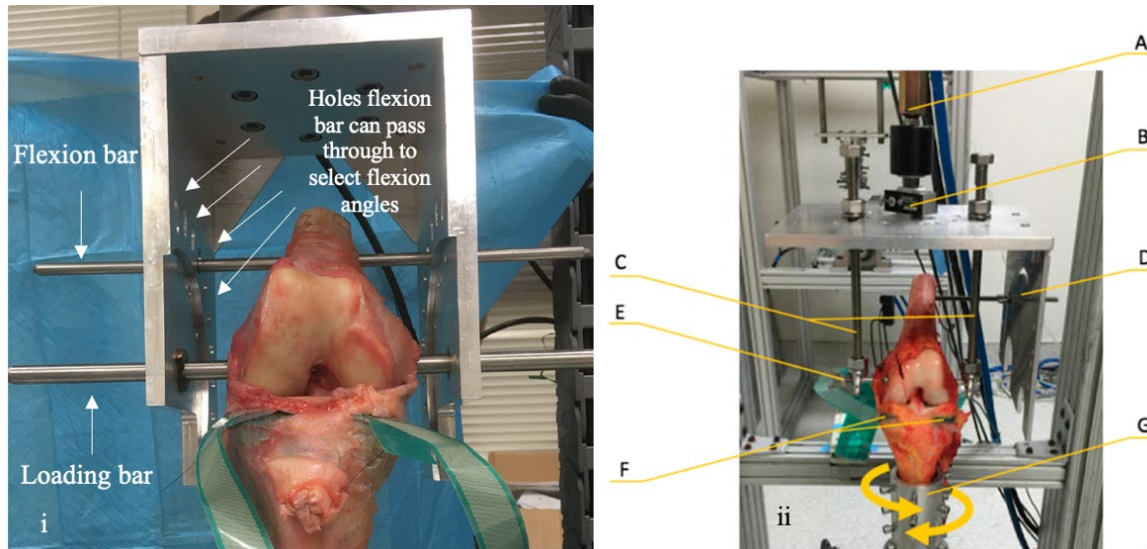 Holes flexion
bar can pass
through to
select flexion
angles
Flexion bar
Loading bar
i
A
B
C
D
E
F
G
ii